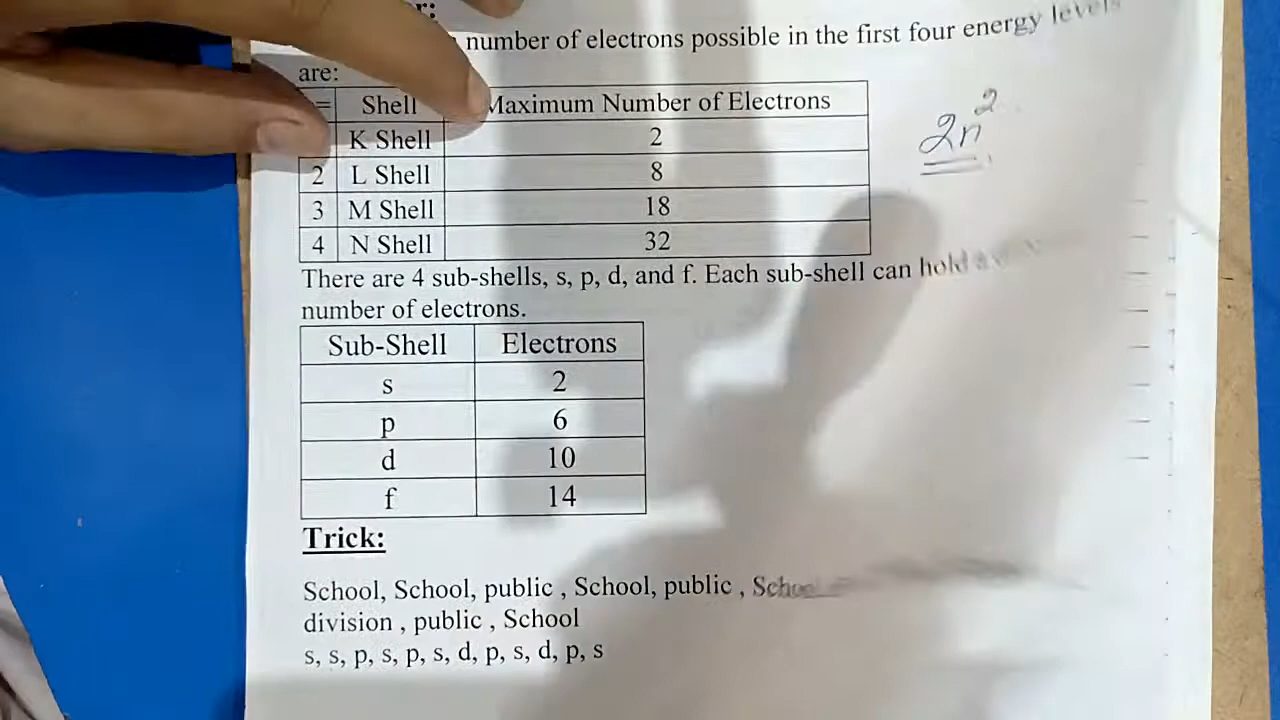 r:
number of electrons possible in the first four energy levels
are:
= Shell Maximum Number of Electrons
K Shell 2
2 L Shell 8
3 M Shell 18
4 N Shell 32
2n²
There are 4 sub-shells, s, p, d, and f. Each sub-shell can hold
number of electrons.
Sub-Shell Electrons
s 2
p 6
d 10
f 14
Trick:
School, School, public , School, public , School
division , public , School
s, s, p, s, p, s, d, p, s, d, p, s